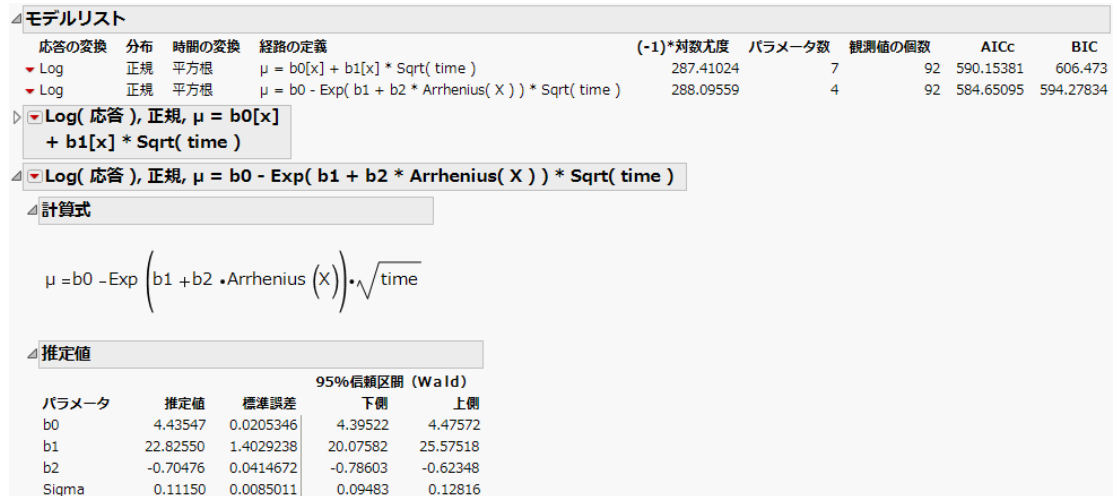 モデルリスト
応答の変換 分布 時間の変換 経路の定義 (-1)*対数尤度 パラメータ数 観測値の個数 AICc BIC
Log 正規 平方根 μ = b0[x] + b1[x] * Sqrt( time ) 287.41024 7 92 590.15381 606.473
Log 正規 平方根 μ = b0 - Exp( b1 + b2 * Arrhenius( X ) ) * Sqrt( time ) 288.09559 4 92 584.65095 594.27834
Log( 応答 ), 正規, μ = b0[x]
+ b1[x] * Sqrt( time )
Log( 応答 ), 正規, μ = b0 - Exp( b1 + b2 * Arrhenius( X ) ) * Sqrt( time )
計算式
μ =b0 -Exp (b1 +b2 •Arrhenius (X))•√time
推定値
95%信頼区間 (Wald)
パラメータ 推定値 標準誤差 下側 上側
b0 4.43547 0.0205346 4.39522 4.47572
b1 22.82550 1.4029238 20.07582 25.57518
b2 -0.70476 0.0414672 -0.78603 -0.62348
Sigma 0.11150 0.0085011 0.09483 0.12816